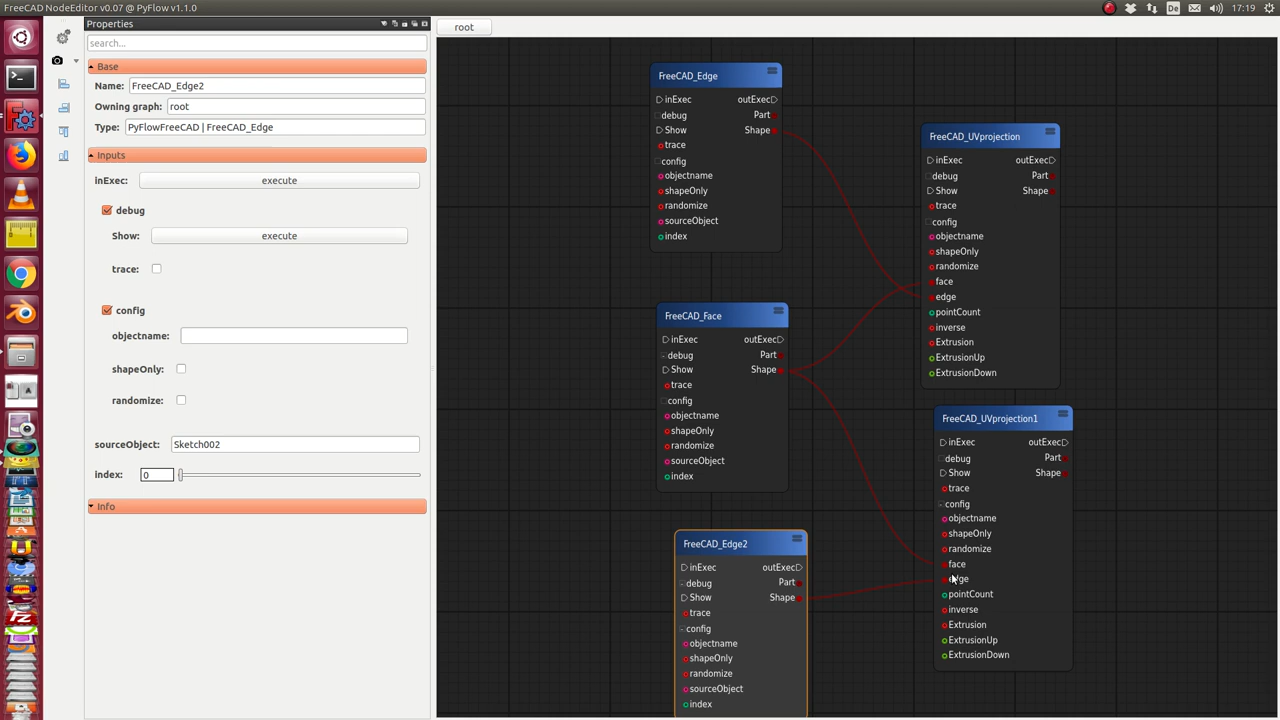 FreeCAD NodeEditor v0.07 @ PyFlow v1.1.0
De
17:19
Properties
search...
Base
Name: FreeCAD_Edge2
Owning graph: root
Type: PyFlowFreeCAD | FreeCAD_Edge
Inputs
inExec: execute
debug
Show: execute
trace:
config
objectname:
shapeOnly:
randomize:
sourceObject: Sketch002
index: 0
Info
root
FreeCAD_Edge
inExec outExec
debug Part
Show Shape
trace
config
objectname
shapeOnly
randomize
sourceObject
index
FreeCAD_UVprojection
inExec outExec
debug Part
Show Shape
trace
config
objectname
shapeOnly
randomize
face
edge
pointCount
inverse
Extrusion
ExtrusionUp
ExtrusionDown
FreeCAD_Face
inExec outExec
debug Part
Show Shape
trace
config
objectname
shapeOnly
randomize
sourceObject
index
FreeCAD_UVprojection1
inExec outExec
debug Part
Show Shape
trace
config
objectname
shapeOnly
randomize
face
edge
pointCount
inverse
Extrusion
ExtrusionUp
ExtrusionDown
FreeCAD_Edge2
inExec outExec
debug Part
Show Shape
trace
config
objectname
shapeOnly
randomize
sourceObject
index